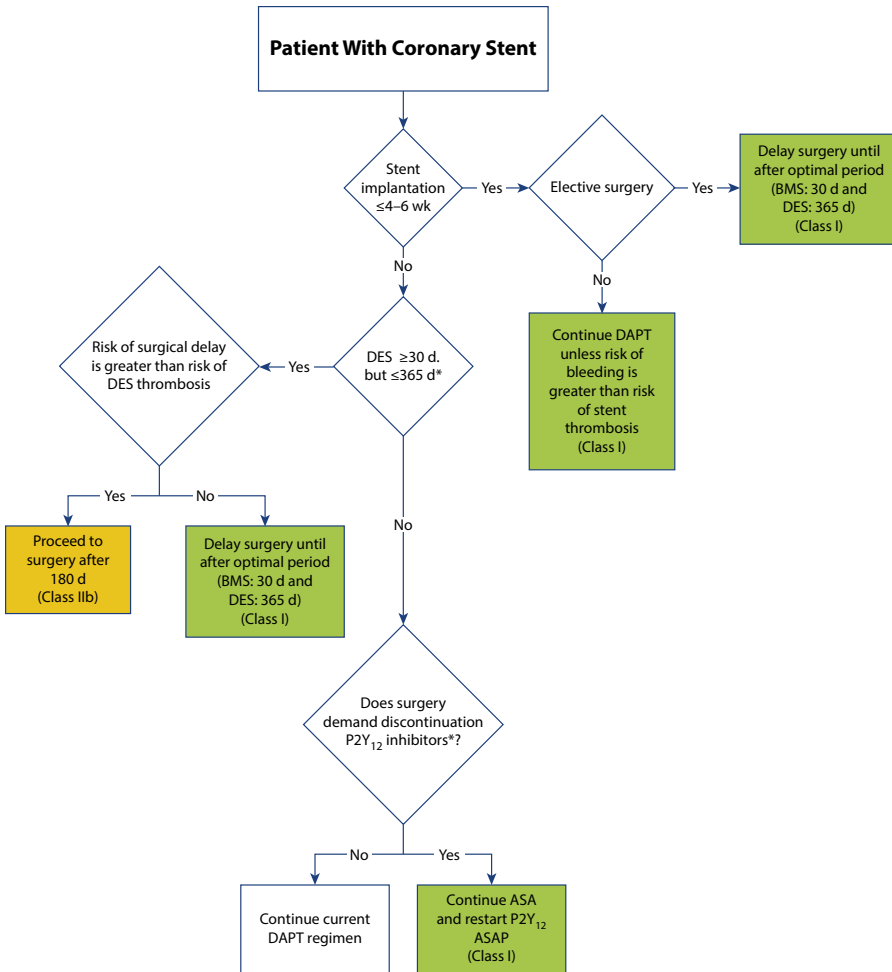 Patient With Coronary Stent
Stent
implantation
≤4–6 wk
Yes
Elective surgery
Yes
Delay surgery until
after optimal period
(BMS: 30 d and
DES: 365 d)
(Class I)
No
No
Continue DAPT
unless risk of
bleeding is
greater than risk
of stent
thrombosis
(Class I)
DES ≥30 d.
but ≤365 d*
Yes
Risk of surgical delay
is greater than risk of
DES thrombosis
Yes
No
Proceed to
surgery after
180 d
(Class IIb)
Delay surgery until
after optimal period
(BMS: 30 d and
DES: 365 d)
(Class I)
No
Does surgery
demand discontinuation
P2Y₁₂ inhibitors*?
No
Yes
Continue current
DAPT regimen
Continue ASA
and restart P2Y₁₂
ASAP
(Class I)